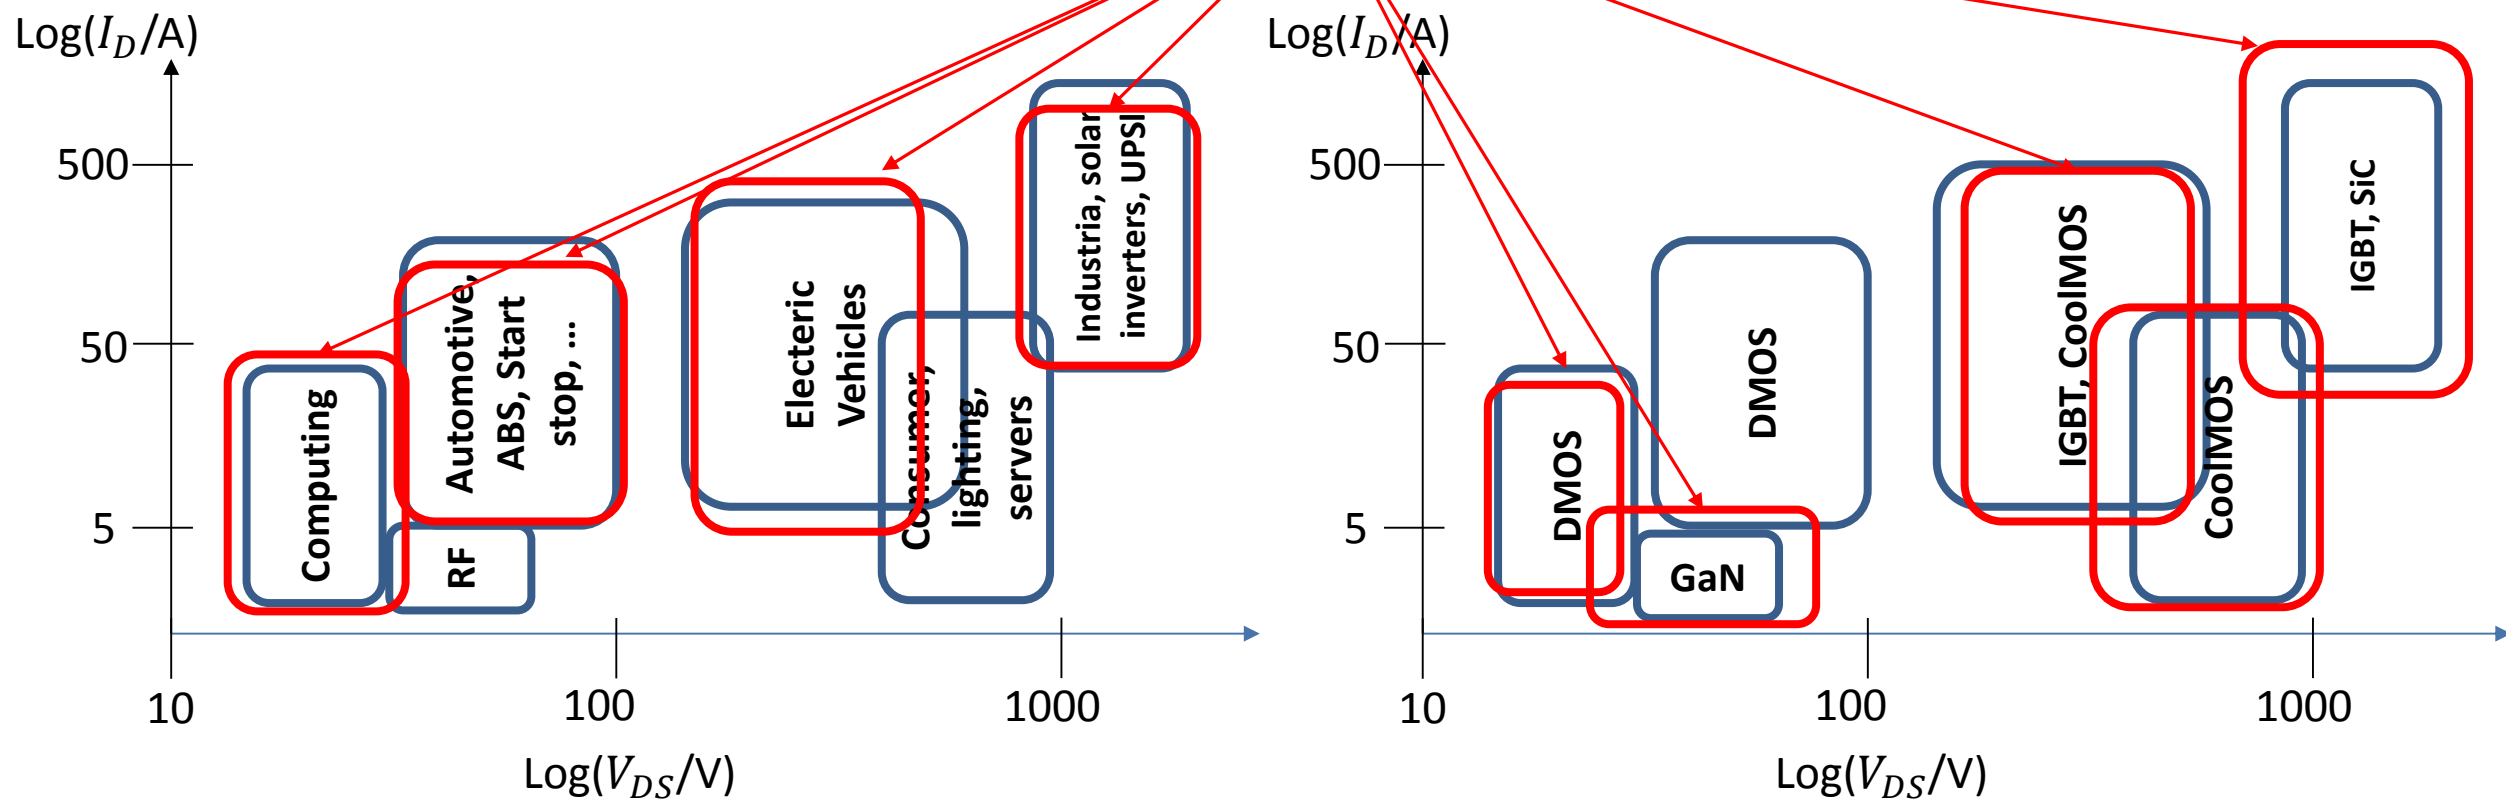 Log(I_D/A)
500
50
5
Computing
Automotive,
ABS, Start
stop, ...
RF
Electeric
Vehicles
Consumer,
lighting,
servers
Industria, solar
inverters, UPSI
10
100
1000
Log(V_DS/V)
Log(I_D/A)
500
50
5
DMOS
GaN
DMOS
IGBT, CoolMOS
CoolMOS
IGBT, SiC
10
100
1000
Log(V_DS/V)